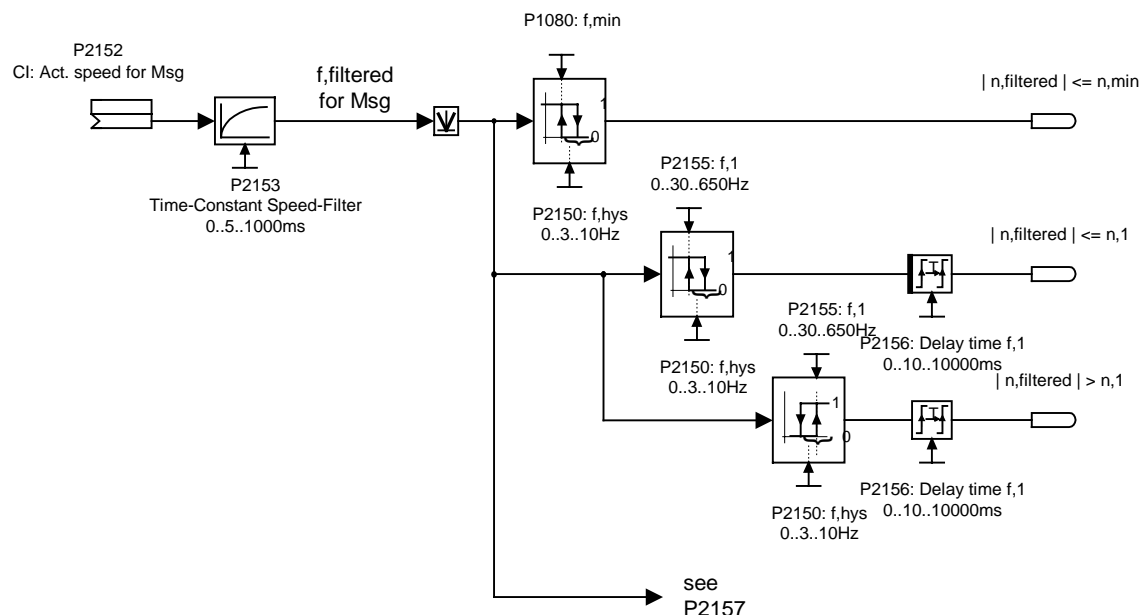 P1080: f,min
P2152
CI: Act. speed for Msg
f,filtered
for Msg
| n,filtered | <= n,min
1
0
P2153
Time-Constant Speed-Filter
0..5..1000ms
P2155: f,1
0..30..650Hz
P2150: f,hys
0..3..10Hz
| n,filtered | <= n,1
1
0
T
P2155: f,1
0..30..650Hz
P2156: Delay time f,1
0..10..10000ms
P2150: f,hys
0..3..10Hz
| n,filtered | > n,1
1
0
T
P2156: Delay time f,1
0..10..10000ms
P2150: f,hys
0..3..10Hz
see
P2157